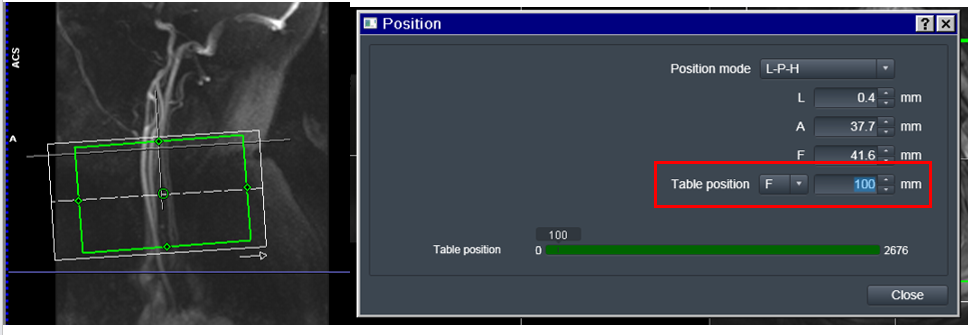 ACS
A
Position
? ×
Position mode L-P-H
L 0.4 mm
A 37.7 mm
F 41.6 mm
Table position F 100 mm
100
Table position 0 2676
Close